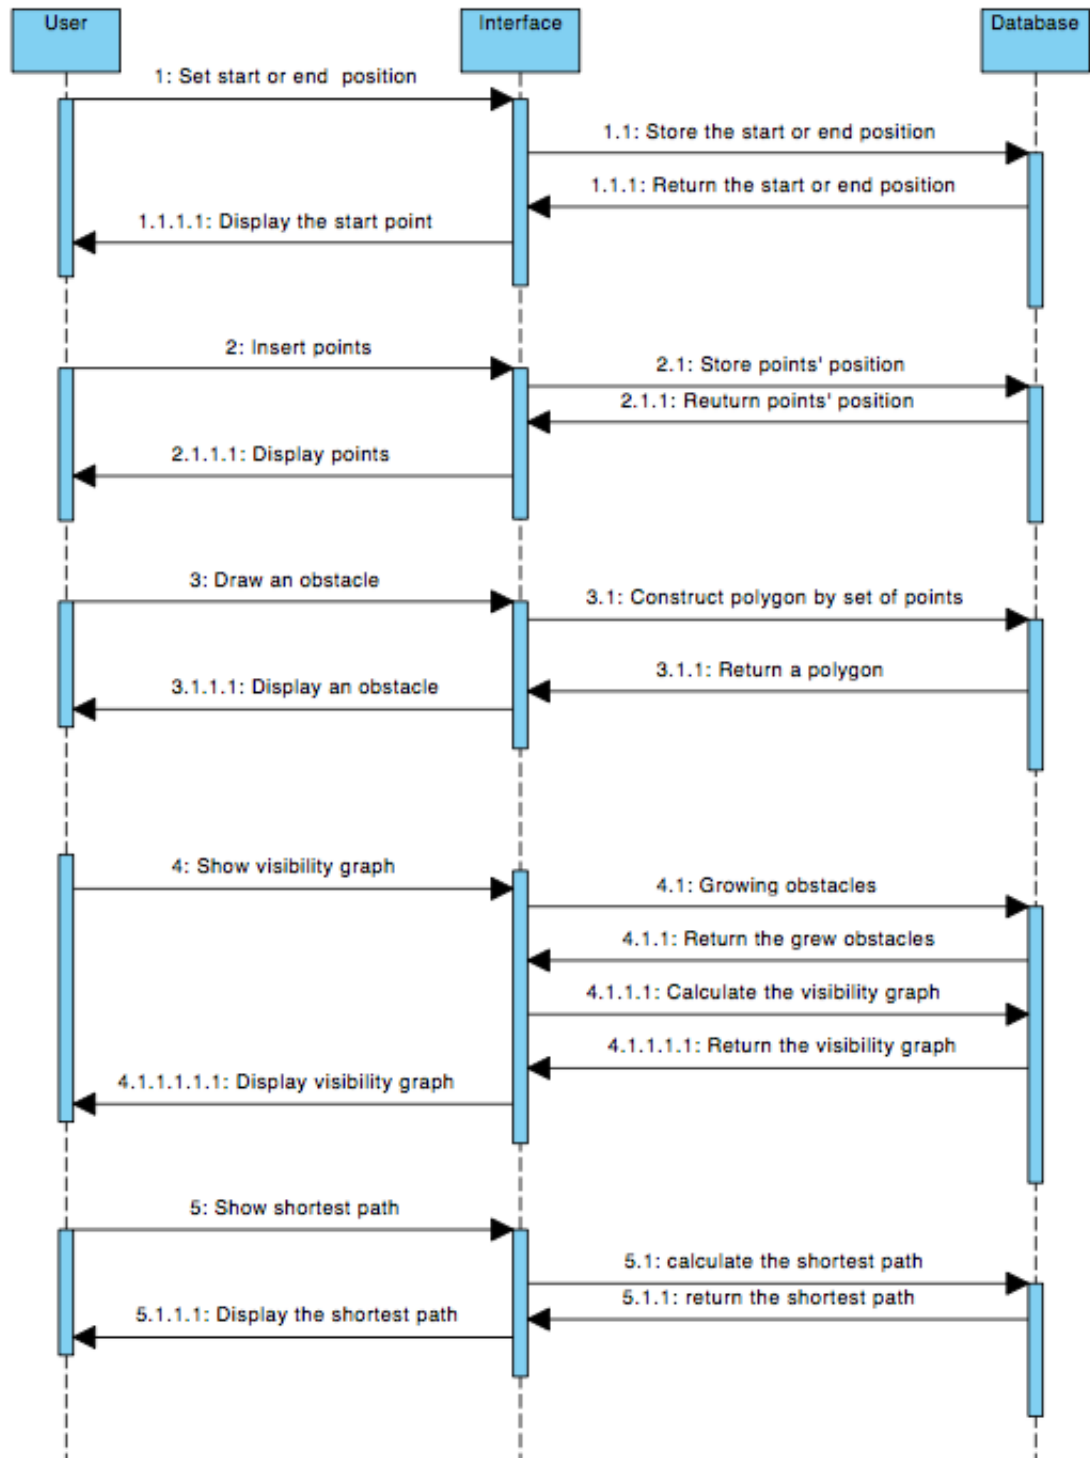 User
Interface
Database
1: Set start or end position
1.1: Store the start or end position
1.1.1: Return the start or end position
1.1.1.1: Display the start point
2: Insert points
2.1: Store points' position
2.1.1: Reuturn points' position
2.1.1.1: Display points
3: Draw an obstacle
3.1: Construct polygon by set of points
3.1.1: Return a polygon
3.1.1.1: Display an obstacle
4: Show visibility graph
4.1: Growing obstacles
4.1.1: Return the grew obstacles
4.1.1.1: Calculate the visibility graph
4.1.1.1.1: Return the visibility graph
4.1.1.1.1.1: Display visibility graph
5: Show shortest path
5.1: calculate the shortest path
5.1.1: return the shortest path
5.1.1.1: Display the shortest path